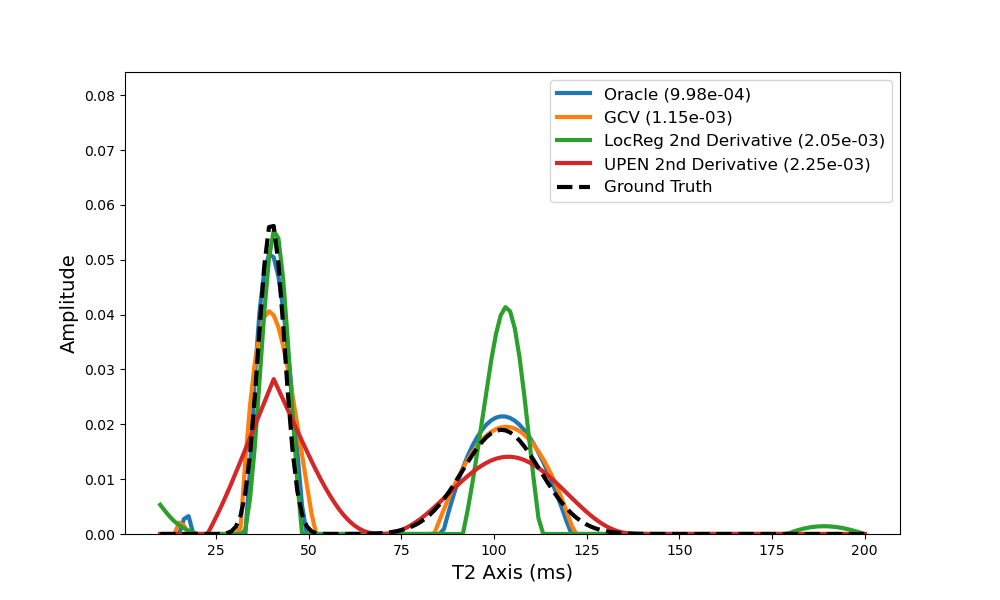 Oracle (9.98e-04)
GCV (1.15e-03)
LocReg 2nd Derivative (2.05e-03)
UPEN 2nd Derivative (2.25e-03)
Ground Truth
Amplitude
0.08
0.07
0.06
0.05
0.04
0.03
0.02
0.01
0.00
25 50 75 100 125 150 175 200
T2 Axis (ms)